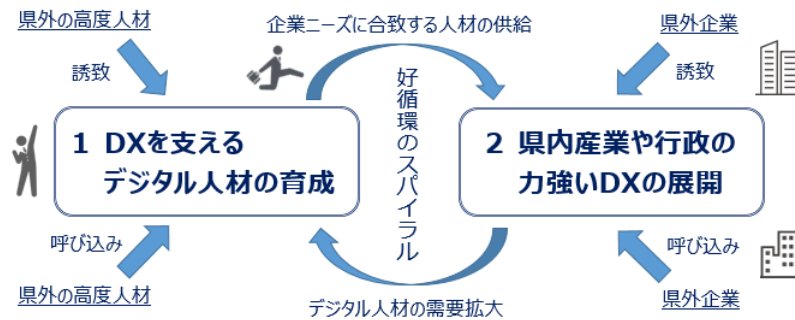 県外の高度人材
企業ニーズに合致する人材の供給
県外企業
誘致
誘致
好循環のスパイラル
1 DXを支える
デジタル人材の育成
2 県内産業や行政の
力強いDXの展開
呼び込み
呼び込み
県外の高度人材
デジタル人材の需要拡大
県外企業